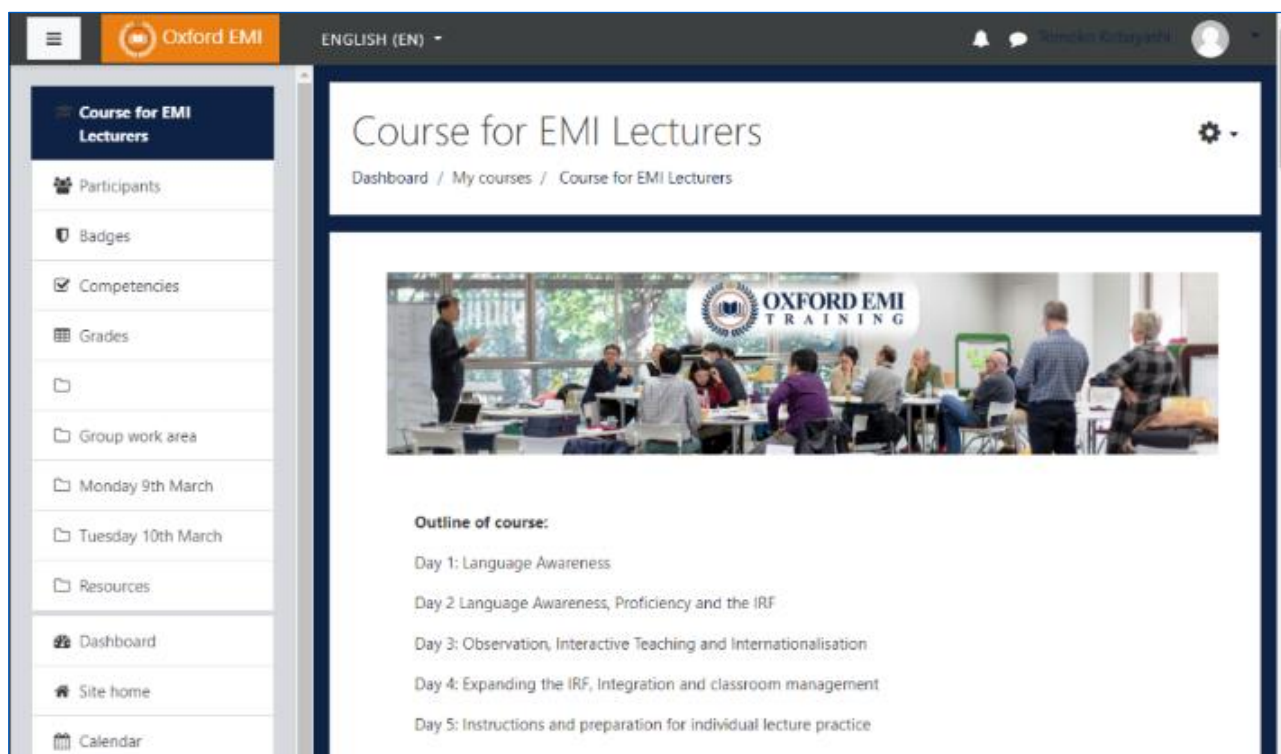 Oxford EMI
ENGLISH (EN)
Tomoko Kobayashi
Course for EMI
Lecturers
Participants
Badges
Competencies
Grades
Group work area
Monday 9th March
Tuesday 10th March
Resources
Dashboard
Site home
Calendar
Course for EMI Lecturers
Dashboard / My courses / Course for EMI Lecturers
OXFORD EMI
TRAINING
Outline of course:
Day 1: Language Awareness
Day 2 Language Awareness, Proficiency and the IRF
Day 3: Observation, Interactive Teaching and Internationalisation
Day 4: Expanding the IRF, Integration and classroom management
Day 5: Instructions and preparation for individual lecture practice